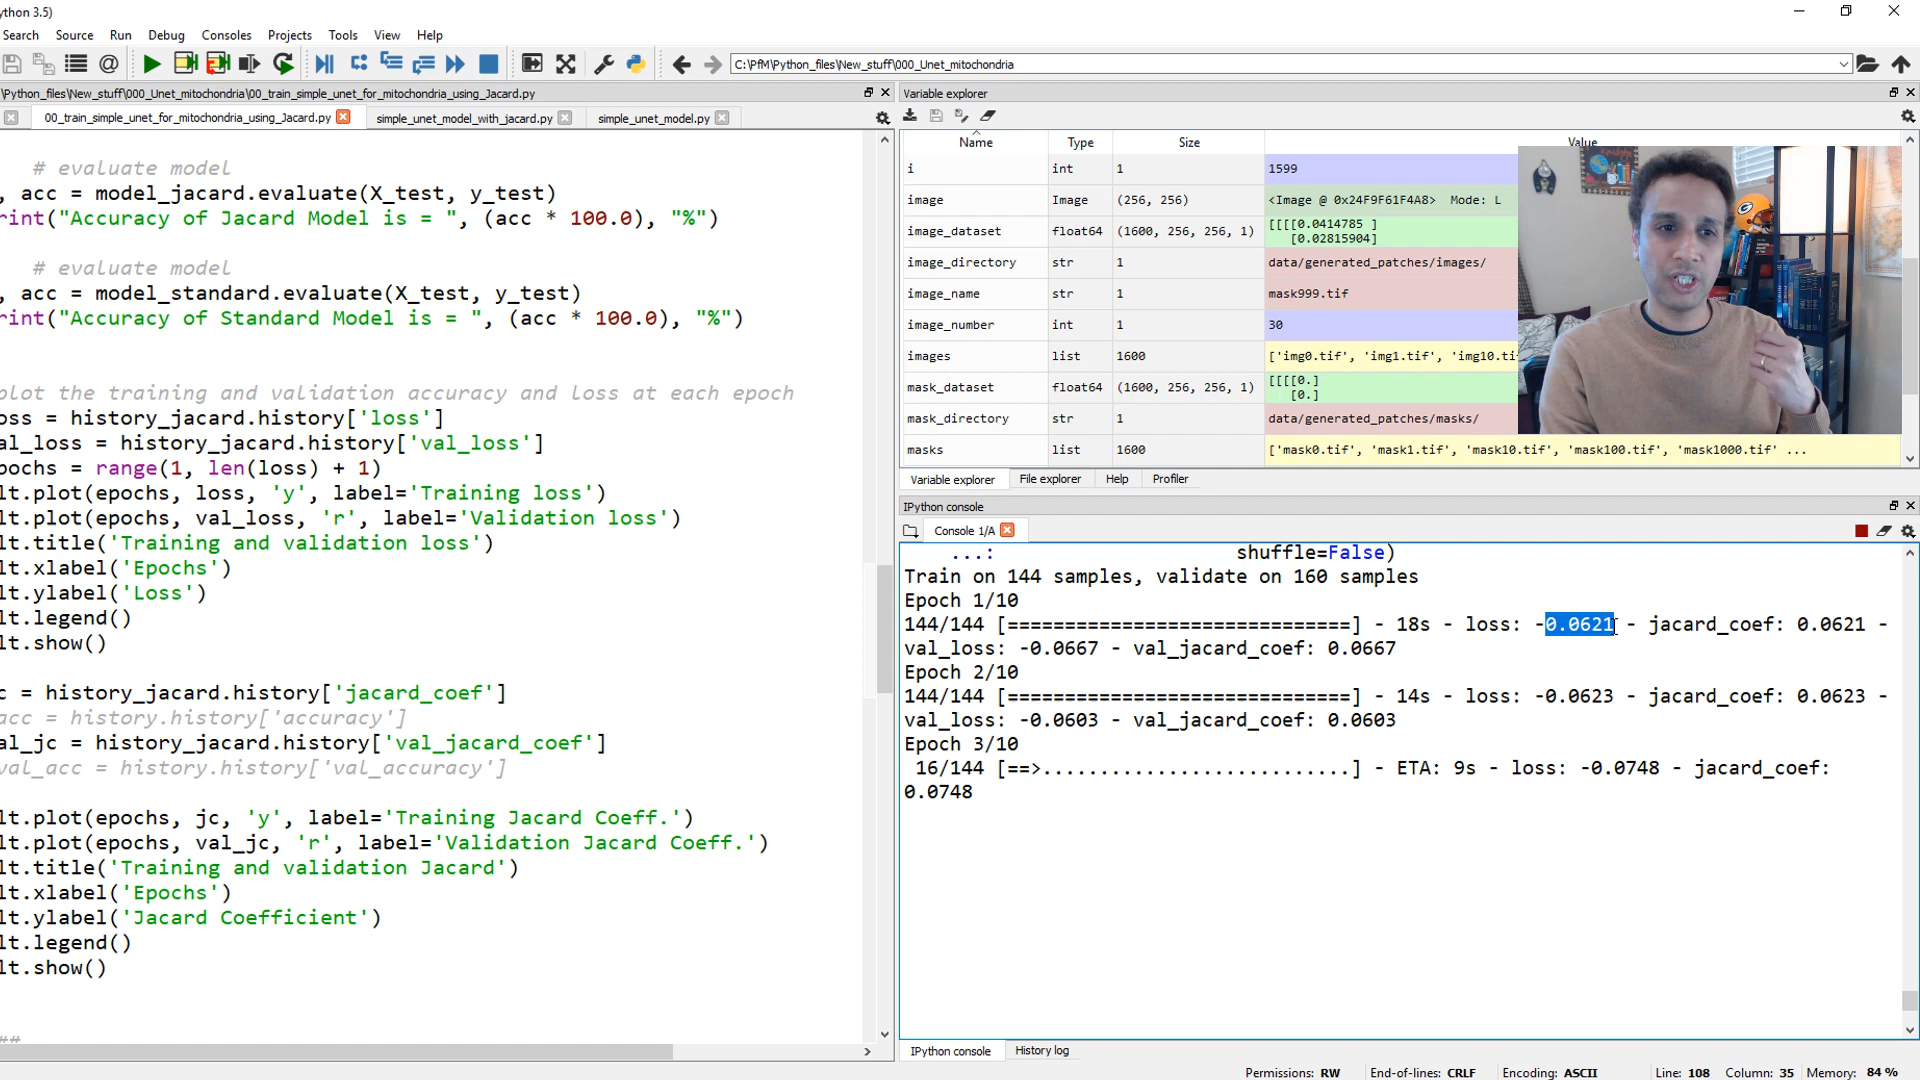 ython 3.5)
Search Source Run Debug Consoles Projects Tools View Help
C:\PfM\Python_files\New_stuff\000_Unet_mitochondria
Python_files\New_stuff\000_Unet_mitochondria\00_train_simple_unet_for_mitochondria_using_Jacard.py
00_train_simple_unet_for_mitochondria_using_Jacard.py simple_unet_model_with_jacard.py simple_unet_model.py
# evaluate model
, acc = model_jacard.evaluate(X_test, y_test)
rint("Accuracy of Jacard Model is = ", (acc * 100.0), "%")
# evaluate model
, acc = model_standard.evaluate(X_test, y_test)
rint("Accuracy of Standard Model is = ", (acc * 100.0), "%")
plot the training and validation accuracy and loss at each epoch
oss = history_jacard.history['loss']
al_loss = history_jacard.history['val_loss']
pochs = range(1, len(loss) + 1)
lt.plot(epochs, loss, 'y', label='Training loss')
lt.plot(epochs, val_loss, 'r', label='Validation loss')
lt.title('Training and validation loss')
lt.xlabel('Epochs')
lt.ylabel('Loss')
lt.legend()
lt.show()
c = history_jacard.history['jacard_coef']
acc = history.history['accuracy']
al_jc = history_jacard.history['val_jacard_coef']
val_acc = history.history['val_accuracy']
lt.plot(epochs, jc, 'y', label='Training Jacard Coeff.')
lt.plot(epochs, val_jc, 'r', label='Validation Jacard Coeff.')
lt.title('Training and validation Jacard')
lt.xlabel('Epochs')
lt.ylabel('Jacard Coefficient')
lt.legend()
lt.show()
##
Variable explorer
Name Type Size Value
i int 1 1599
image Image (256, 256) <Image @ 0x24F9F61F4A8> Mode: L
image_dataset float64 (1600, 256, 256, 1) [[[[0.0414785 ]
[0.02815904]
image_directory str 1 data/generated_patches/images/
image_name str 1 mask999.tif
image_number int 1 30
images list 1600 ['img0.tif', 'img1.tif', 'img10.ti
mask_dataset float64 (1600, 256, 256, 1) [[[[0.]
[0.]
mask_directory str 1 data/generated_patches/masks/
masks list 1600 ['mask0.tif', 'mask1.tif', 'mask10.tif', 'mask100.tif', 'mask1000.tif' ...
Variable explorer File explorer Help Profiler
IPython console
Console 1/A
...: shuffle=False)
Train on 144 samples, validate on 160 samples
Epoch 1/10
144/144 [==============================] - 18s - loss: -0.0621 - jacard_coef: 0.0621 -
val_loss: -0.0667 - val_jacard_coef: 0.0667
Epoch 2/10
144/144 [==============================] - 14s - loss: -0.0623 - jacard_coef: 0.0623 -
val_loss: -0.0603 - val_jacard_coef: 0.0603
Epoch 3/10
16/144 [==>...........................] - ETA: 9s - loss: -0.0748 - jacard_coef:
0.0748
IPython console History log
Permissions: RW End-of-lines: CRLF Encoding: ASCII Line: 108 Column: 35 Memory: 84 %